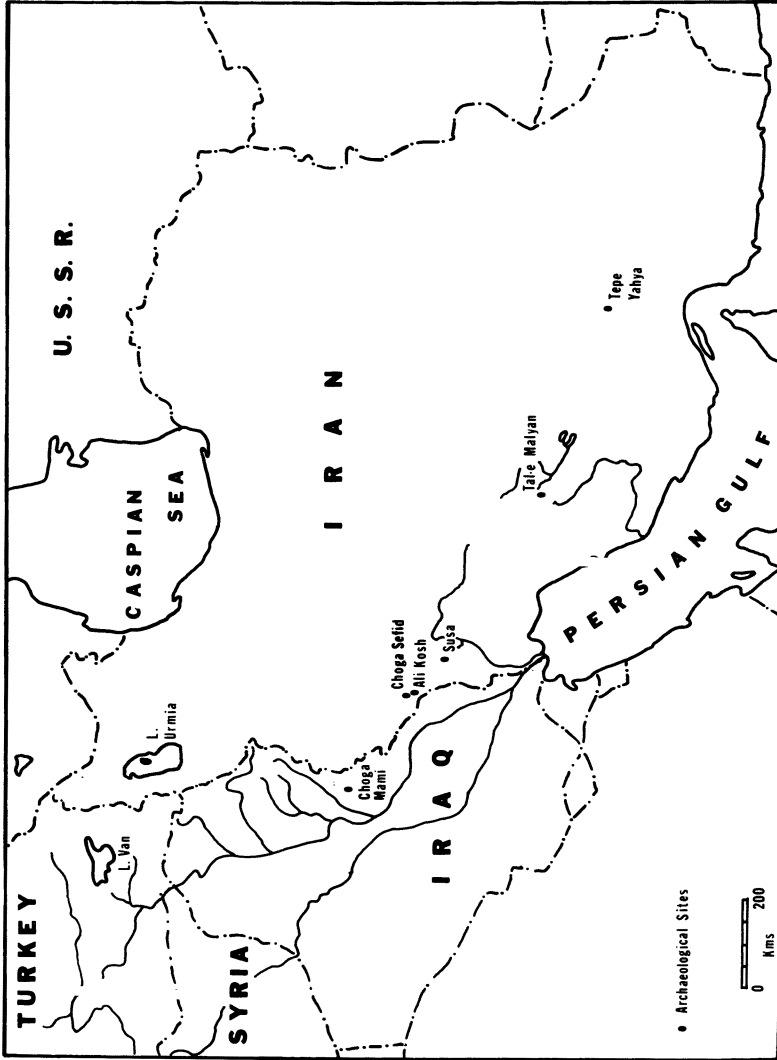 TURKEY
U. S. S. R.
CASPIAN
SEA
L. Van
L.
Urmia
SYRIA
IRAN
Choga
Mami
Choga Sefid
Ali Kosh
Susa
IRAQ
Tal-e Malyan
Tepe
Yahya
PERSIAN GULF
• Archaeological Sites
0 200
Kms